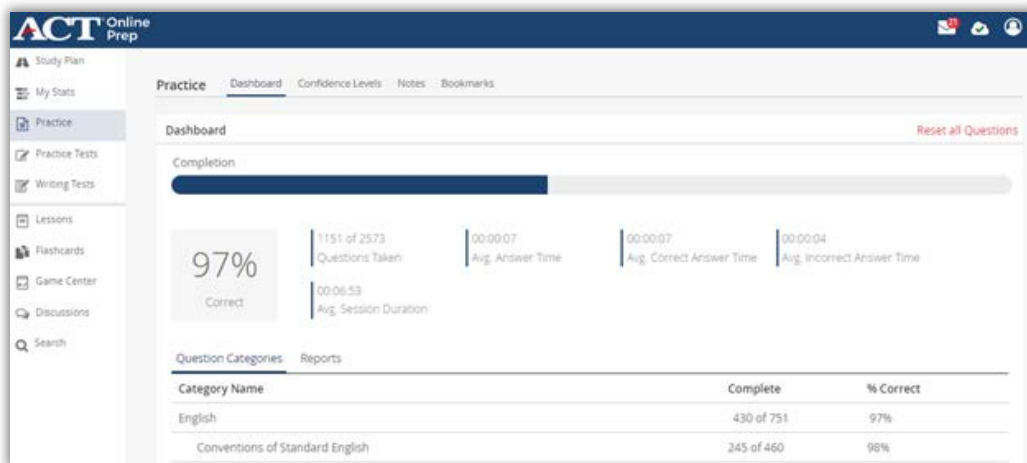 ACT Online Prep
21
Study Plan
My Stats
Practice
Practice Tests
Writing Tests
Lessons
Flashcards
Game Center
Discussions
Search
Practice Dashboard Confidence Levels Notes Bookmarks
Dashboard Reset all Questions
Completion
97%
Correct
1151 of 2573
Questions Taken
00:00:07
Avg. Answer Time
00:00:07
Avg. Correct Answer Time
00:00:04
Avg. Incorrect Answer Time
00:06:53
Avg. Session Duration
Question Categories Reports
Category Name Complete % Correct
English 430 of 751 97%
Conventions of Standard English 245 of 460 98%